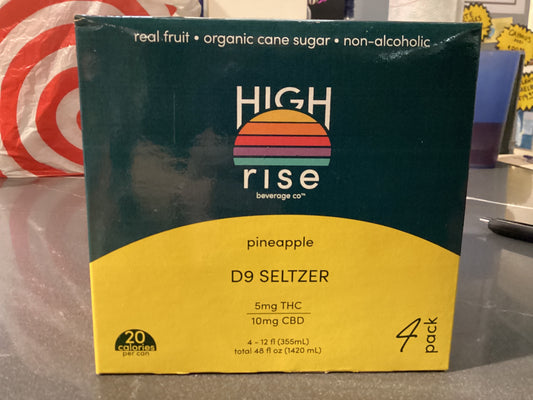 real fruit • organic cane sugar • non-alcoholic
HIGH
rise
beverage co™
pineapple
D9 SELTZER
5mg THC
10mg CBD
4 - 12 fl (355mL)
total 48 fl oz (1420 mL)
20
calories
per can
4
pack